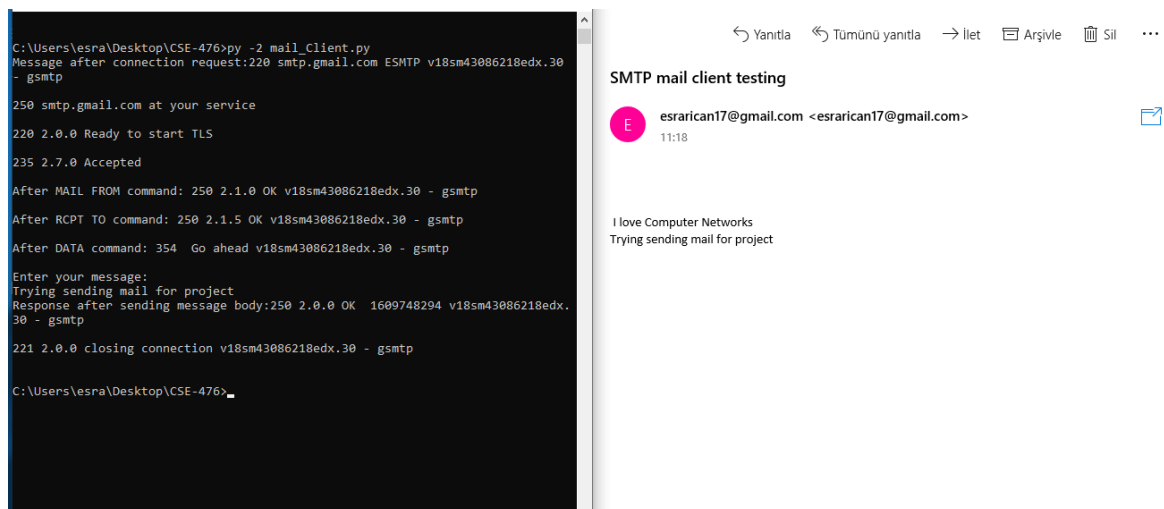 C:\Users\esra\Desktop\CSE-476>py -2 mail_Client.py
Message after connection request:220 smtp.gmail.com ESMTP v18sm43086218edx.30
- gsmtp
250 smtp.gmail.com at your service
220 2.0.0 Ready to start TLS
235 2.7.0 Accepted
After MAIL FROM command: 250 2.1.0 OK v18sm43086218edx.30 - gsmtp
After RCPT TO command: 250 2.1.5 OK v18sm43086218edx.30 - gsmtp
After DATA command: 354  Go ahead v18sm43086218edx.30 - gsmtp
Enter your message:
Trying sending mail for project
Response after sending message body:250 2.0.0 OK  1609748294 v18sm43086218edx.
30 - gsmtp
221 2.0.0 closing connection v18sm43086218edx.30 - gsmtp
C:\Users\esra\Desktop\CSE-476>
Yanıtla Tümünü yanıtla İlet Arşivle Sil
SMTP mail client testing
E
esrarican17@gmail.com <esrarican17@gmail.com>
11:18
I love Computer Networks
Trying sending mail for project